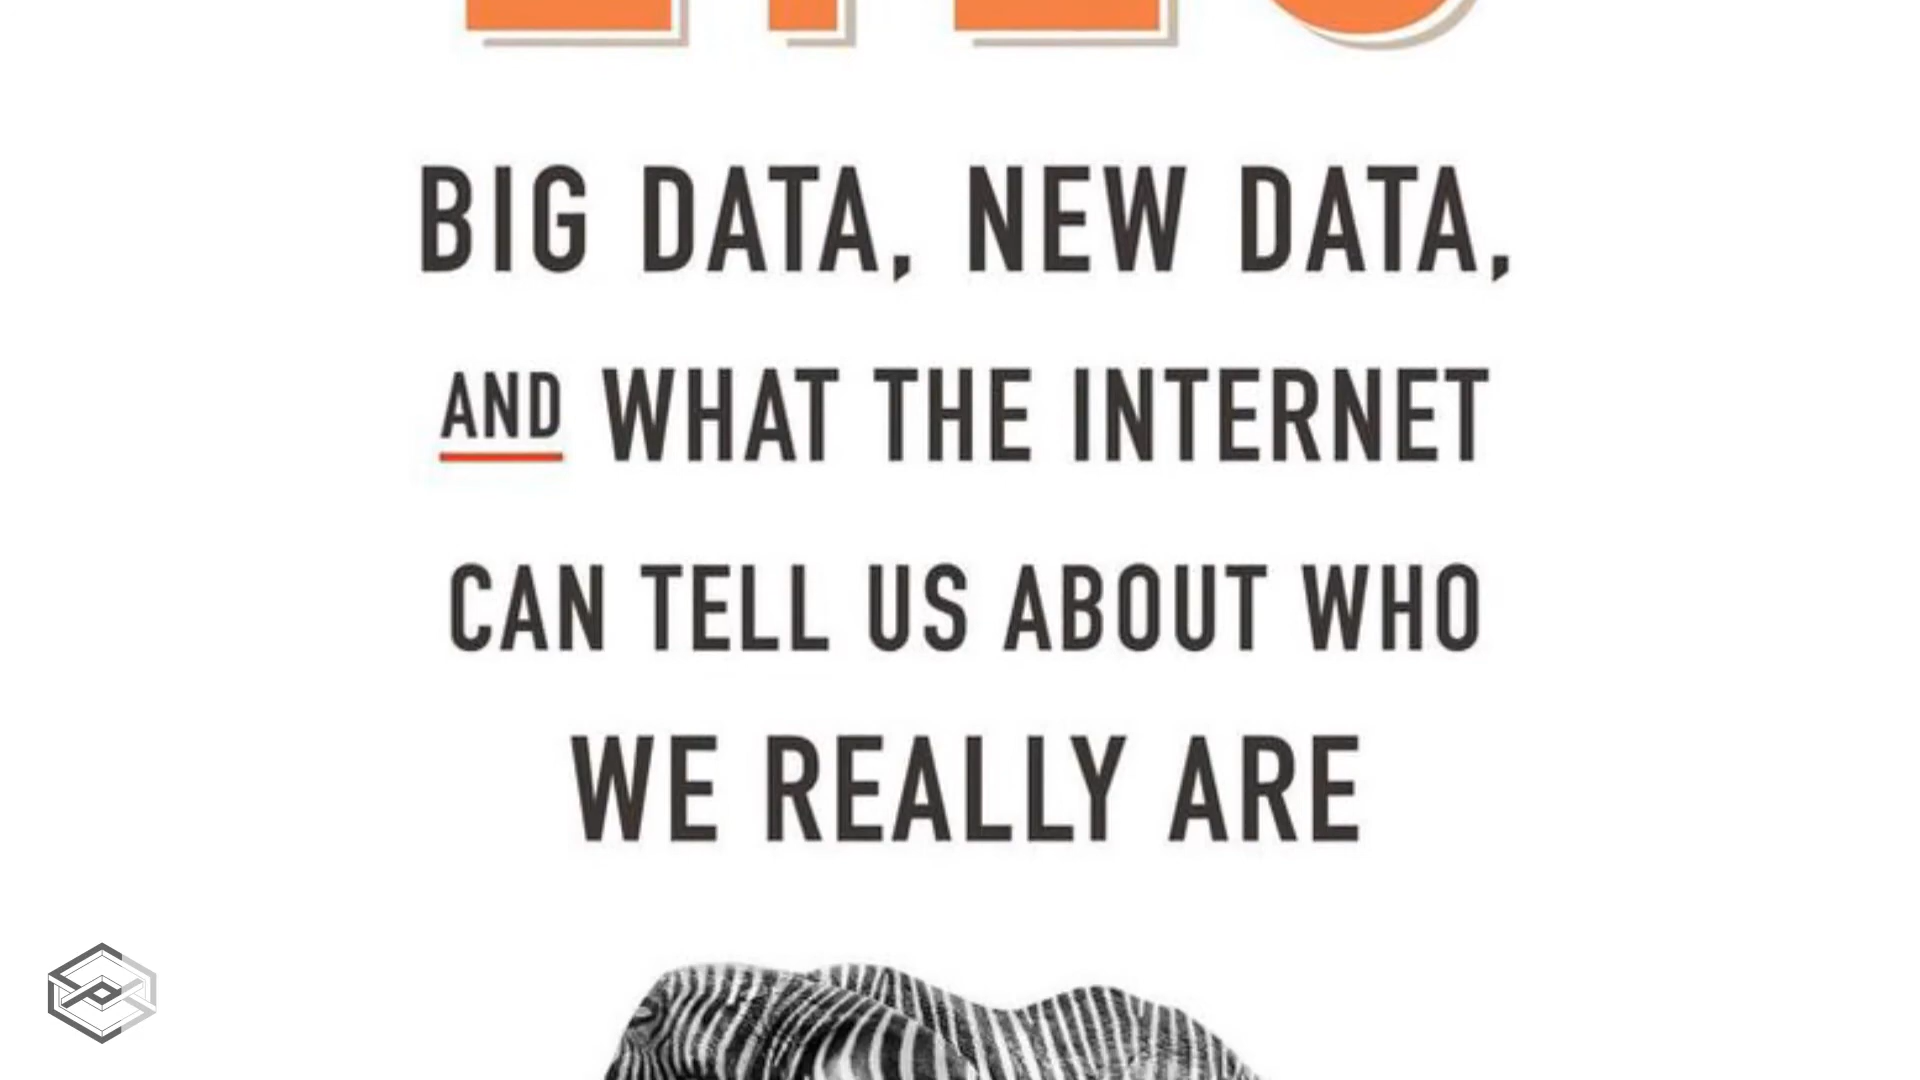 BIG DATA, NEW DATA,
AND WHAT THE INTERNET
CAN TELL US ABOUT WHO
WE REALLY ARE